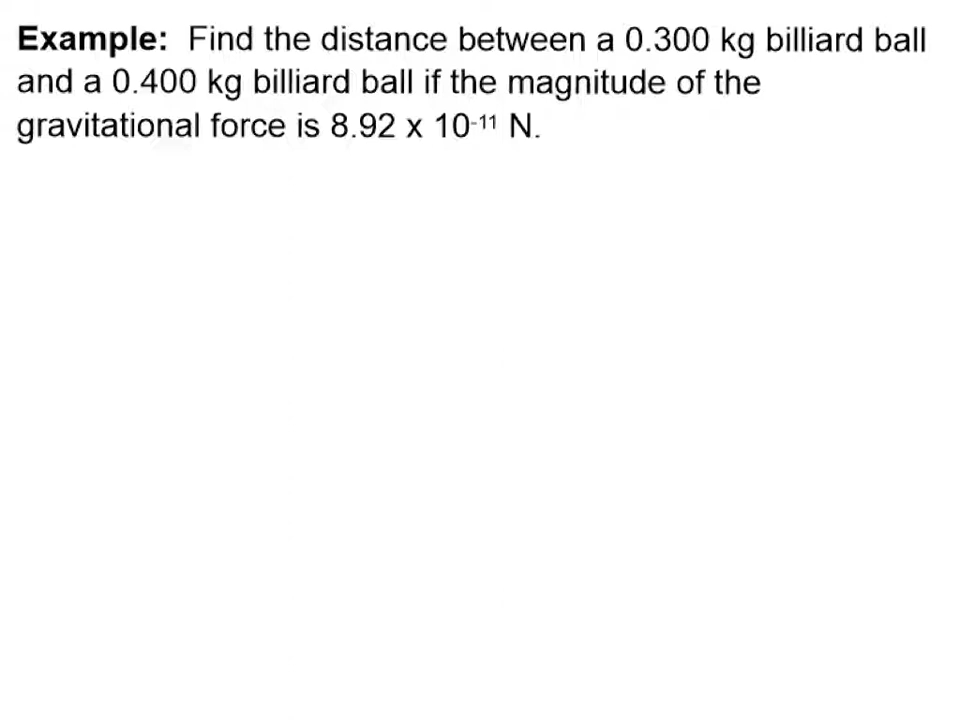 Example: Find the distance between a 0.300 kg billiard ball
and a 0.400 kg billiard ball if the magnitude of the
gravitational force is 8.92 x 10⁻¹¹ N.